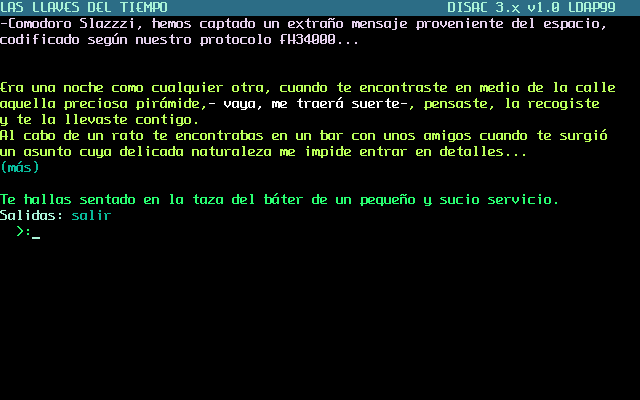 LAS LLAVES DEL TIEMPO DISAC 3.x v1.0 LDAP99
-Comodoro Slazzzi, hemos captado un extraño mensaje proveniente del espacio,
codificado según nuestro protocolo FW34000...
Era una noche como cualquier otra, cuando te encontraste en medio de la calle
aquella preciosa pirámide,- vaya, me traerá suerte-, pensaste, la recogiste
y te la llevaste contigo.
Al cabo de un rato te encontrabas en un bar con unos amigos cuando te surgió
un asunto cuya delicada naturaleza me impide entrar en detalles...
(más)
Te hallas sentado en la taza del báter de un pequeño y sucio servicio.
Salidas: salir
>:_